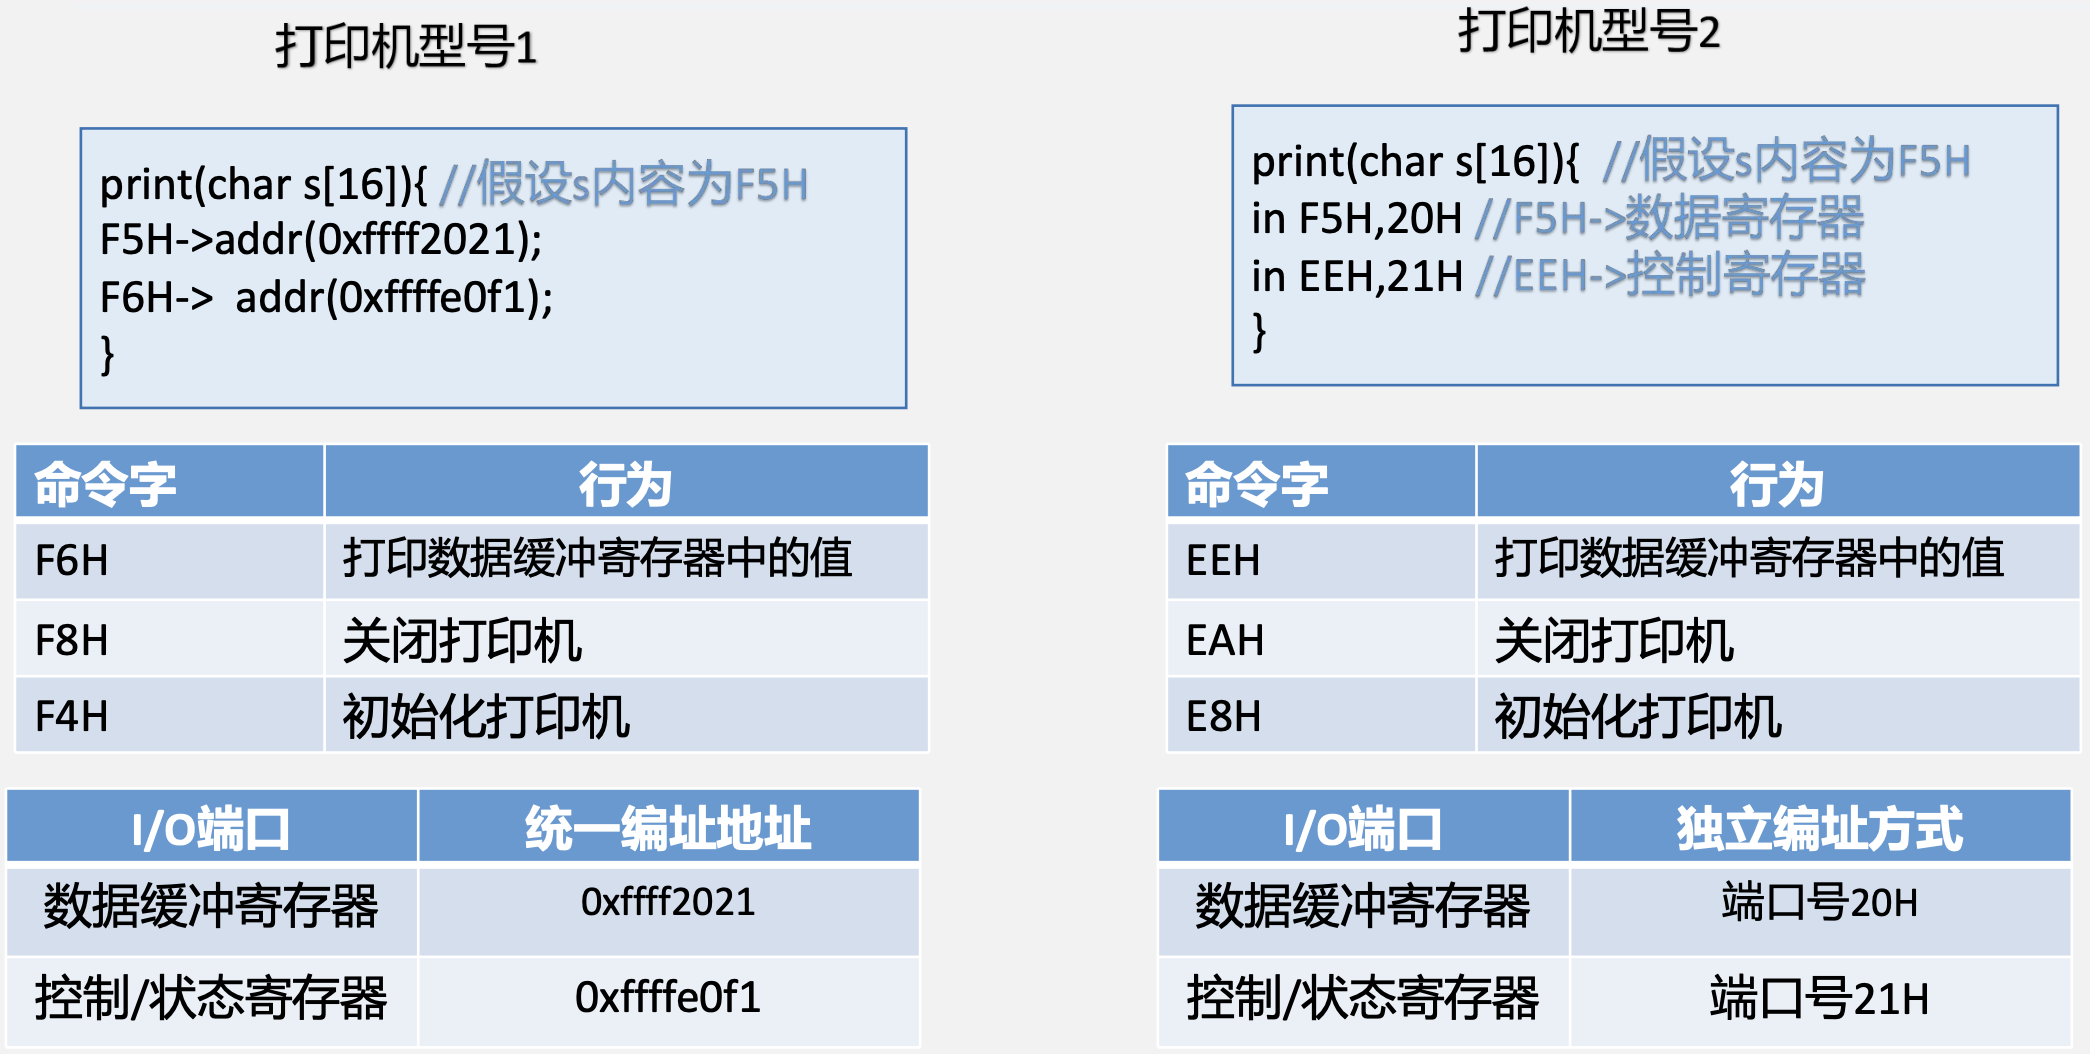 打印机型号1
print(char s[16]){ //假设s内容为F5H
F5H->addr(0xffff2021);
F6H-> addr(0xffffe0f1);
}
命令字 行为
F6H 打印数据缓冲寄存器中的值
F8H 关闭打印机
F4H 初始化打印机
I/O端口 统一编址地址
数据缓冲寄存器 0xffff2021
控制/状态寄存器 0xffffe0f1
打印机型号2
print(char s[16]){ //假设s内容为F5H
in F5H,20H //F5H->数据寄存器
in EEH,21H //EEH->控制寄存器
}
命令字 行为
EEH 打印数据缓冲寄存器中的值
EAH 关闭打印机
E8H 初始化打印机
I/O端口 独立编址方式
数据缓冲寄存器 端口号20H
控制/状态寄存器 端口号21H